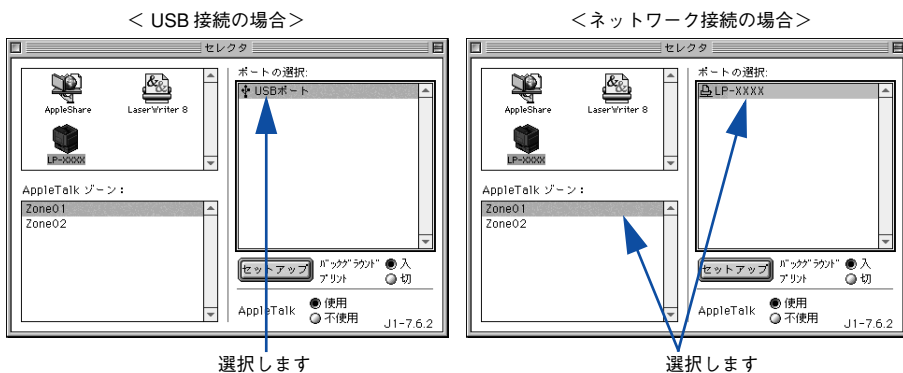 < USB 接続の場合>
セレクタ
AppleShare
LaserWriter 8
LP-XXXX
AppleTalk ゾーン：
Zone01
Zone02
ポートの選択:
USBポート
セットアップ
バックグラウンド
プリント
入
切
AppleTalk
使用
不使用
J1-7.6.2
選択します
<ネットワーク接続の場合>
セレクタ
AppleShare
LaserWriter 8
LP-XXXX
AppleTalk ゾーン：
Zone01
Zone02
ポートの選択:
LP-XXXX
セットアップ
バックグラウンド
プリント
入
切
AppleTalk
使用
不使用
J1-7.6.2
選択します